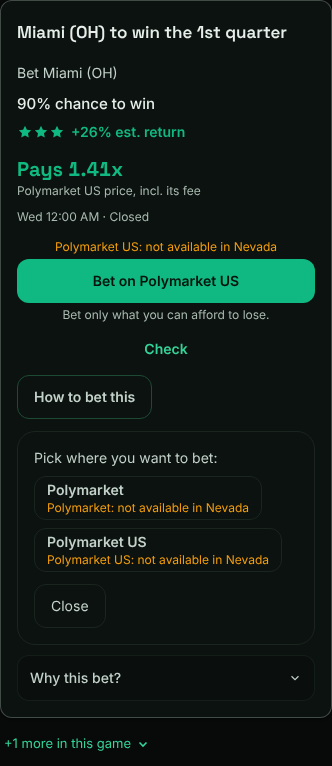 Miami (OH) to win the 1st quarter
Bet Miami (OH)
90% chance to win
★★★ +26% est. return
Pays 1.41x
Polymarket US price, incl. its fee
Wed 12:00 AM · Closed
Polymarket US: not available in Nevada
Bet on Polymarket US
Bet only what you can afford to lose.
Check
How to bet this
Pick where you want to bet:
Polymarket
Polymarket: not available in Nevada
Polymarket US
Polymarket US: not available in Nevada
Close
Why this bet?
+1 more in this game